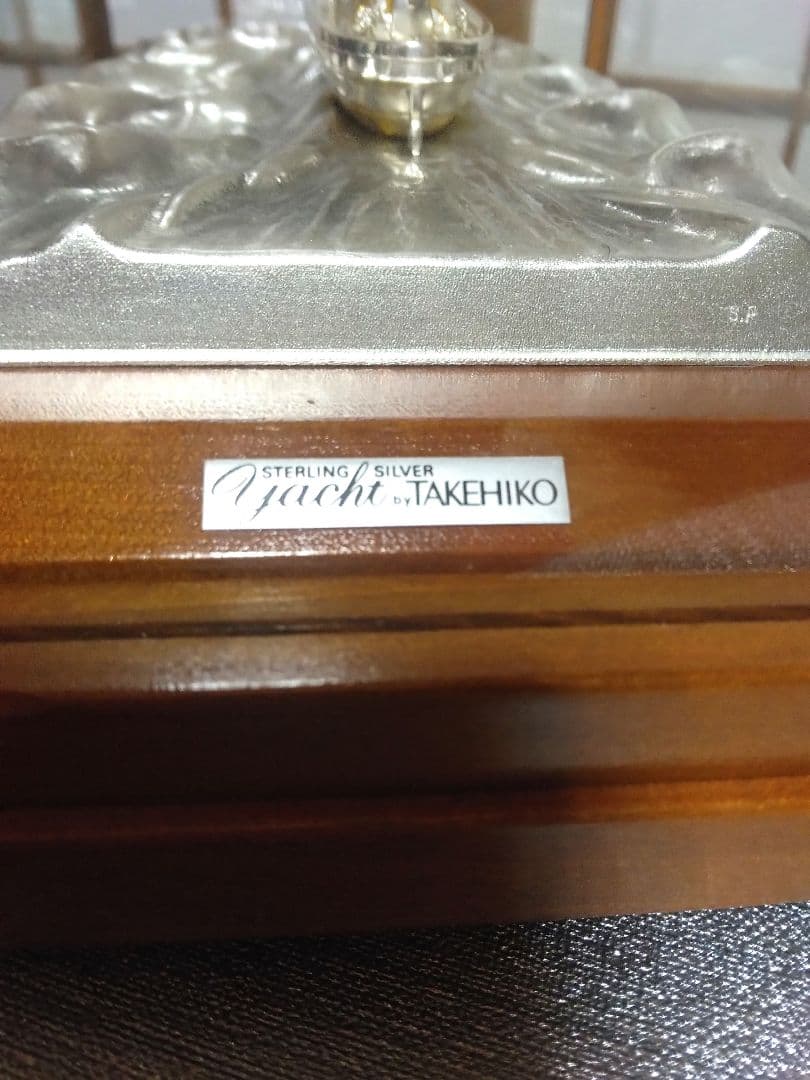 S.P
STERLING SILVER
Yacht by TAKEHIKO